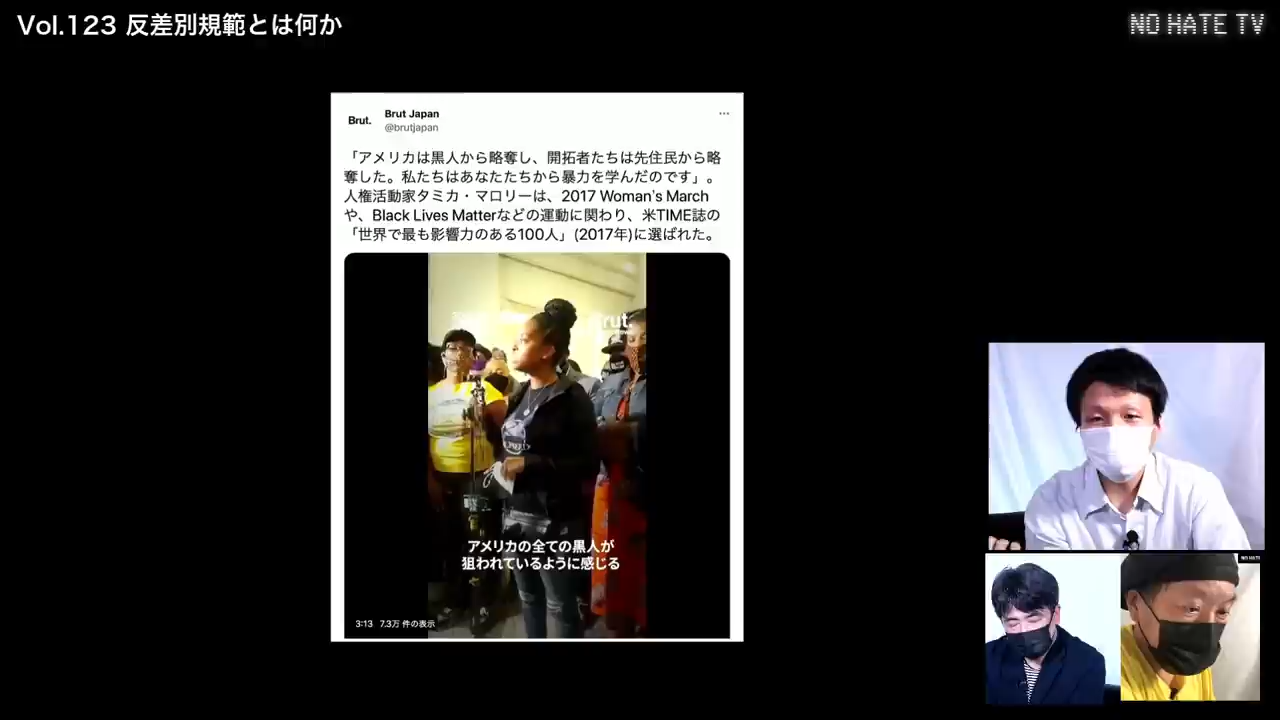 Vol.123 反差別規範とは何か
NO HATE TV
Brut.
Brut Japan
@brutjapan
「アメリカは黒人から略奪し、開拓者たちは先住民から略
奪した。私たちはあなたたちから暴力を学んだのです」。
人権活動家タミカ・マロリーは、2017 Woman's March
や、Black Lives Matterなどの運動に関わり、米TIME誌の
「世界で最も影響力のある100人」(2017年)に選ばれた。
アメリカの全ての黒人が
狙われているように感じる
3:13 7.3万 件の表示
NO HATE